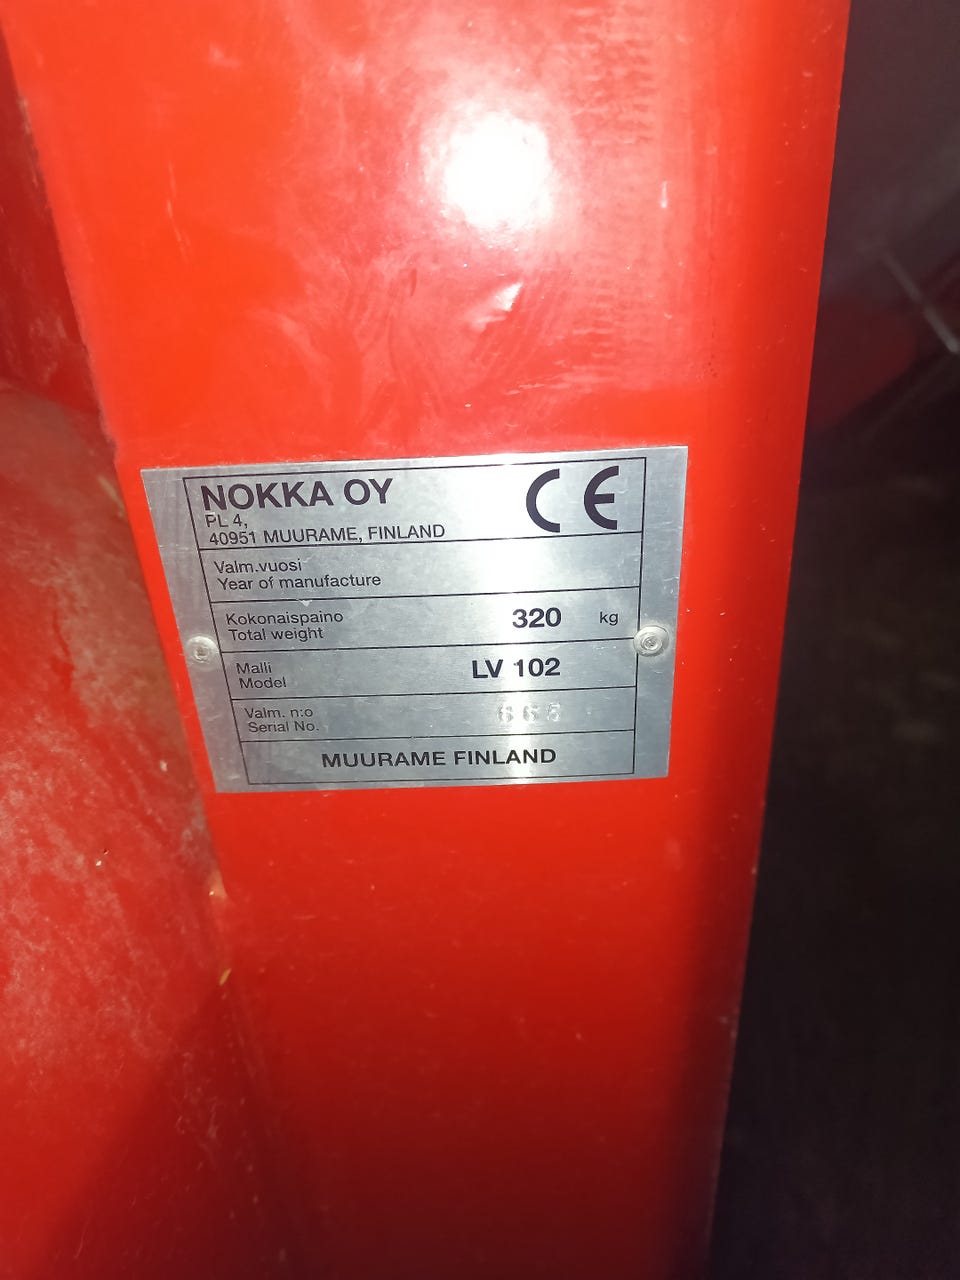 NOKKA OY
PL 4,
40951 MUURAME, FINLAND
CE
Valm.vuosi
Year of manufacture
Kokonaispaino
Total weight
320 kg
Malli
Model
LV 102
Valm. n:o
Serial No.
MUURAME FINLAND